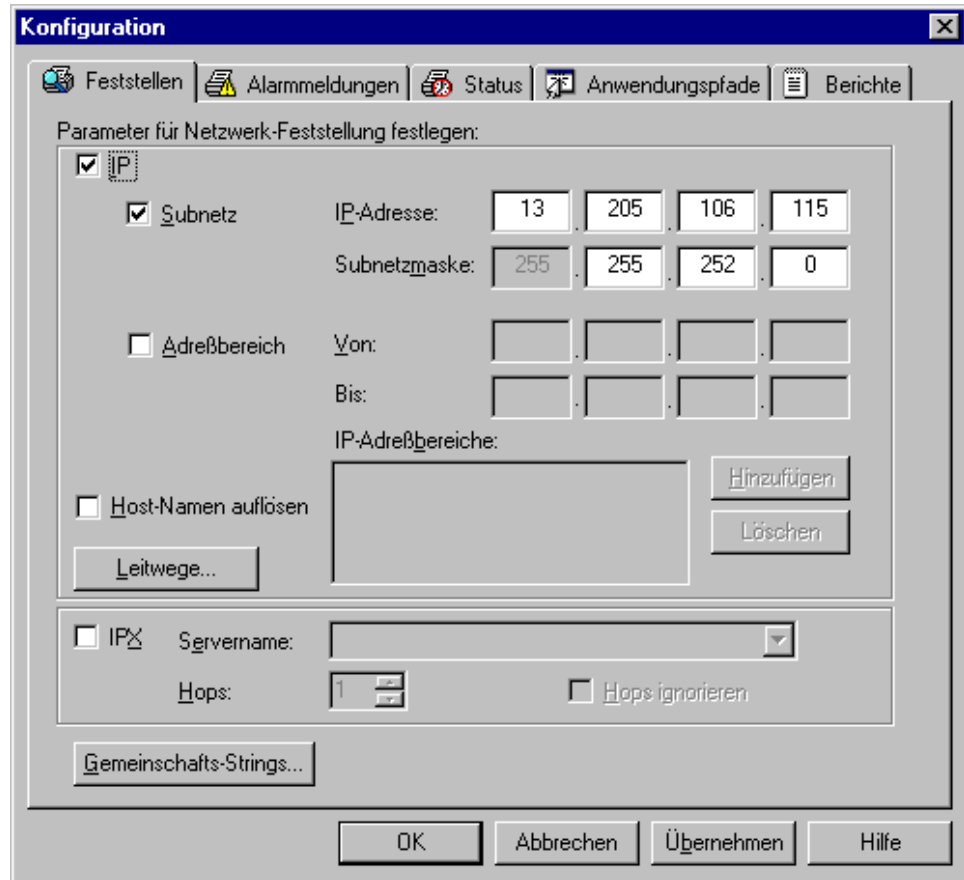 Konfiguration
Feststellen Alarmmeldungen Status Anwendungspfade Berichte
Parameter für Netzwerk-Feststellung festlegen:
IP
Subnetz IP-Adresse: 13 . 205 . 106 . 115
Subnetzmaske: 255 . 255 . 252 . 0
Adreßbereich Von: . . .
Bis: . . .
IP-Adreßbereiche:
Hinzufügen
Host-Namen auflösen
Löschen
Leitwege...
IPX Servername:
Hops: 1 Hops ignorieren
Gemeinschafts-Strings...
OK Abbrechen Übernehmen Hilfe